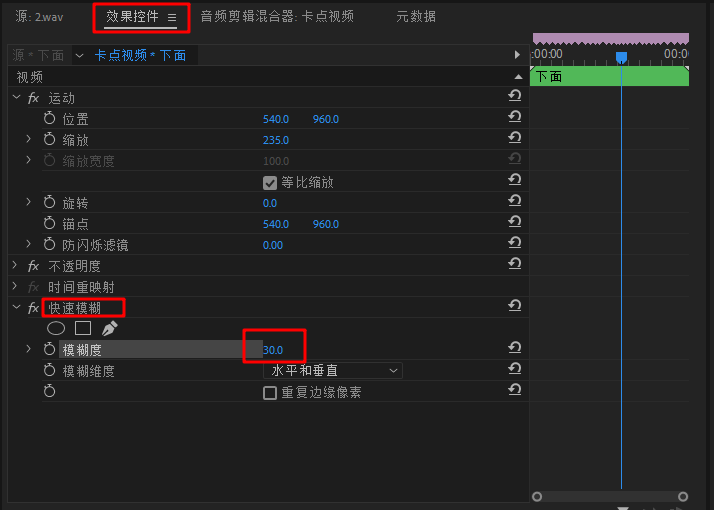 源: 2.wav 效果控件 音频剪辑混合器: 卡点视频 元数据
源 * 下面 卡点视频 * 下面 :00:00 00:0
视频 下面
fx 运动
位置 540.0 960.0
缩放 235.0
缩放宽度 100.0
等比缩放
旋转 0.0
锚点 540.0 960.0
防闪烁滤镜 0.00
fx 不透明度
fx 时间重映射
fx 快速模糊
模糊度 30.0
模糊维度 水平和垂直
重复边缘像素